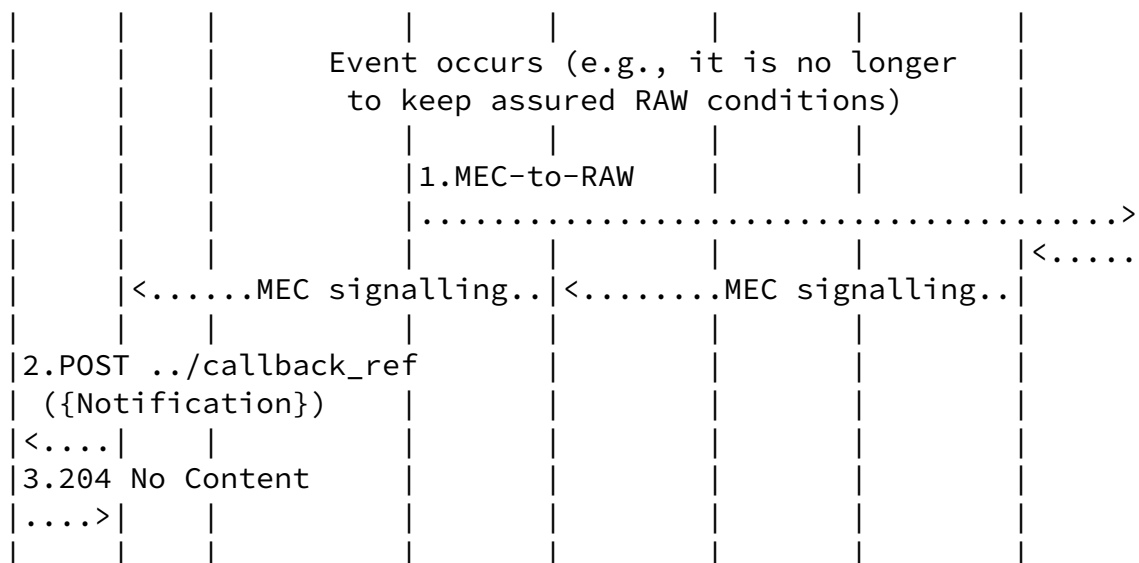 Event occurs (e.g., it is no longer
to keep assured RAW conditions)
1.MEC-to-RAW
|.......................................>
|<.....
|<......MEC signalling..|<........MEC signalling..|
|2.POST ../callback_ref
({Notification})
|<....|
|3.204 No Content
|....>|